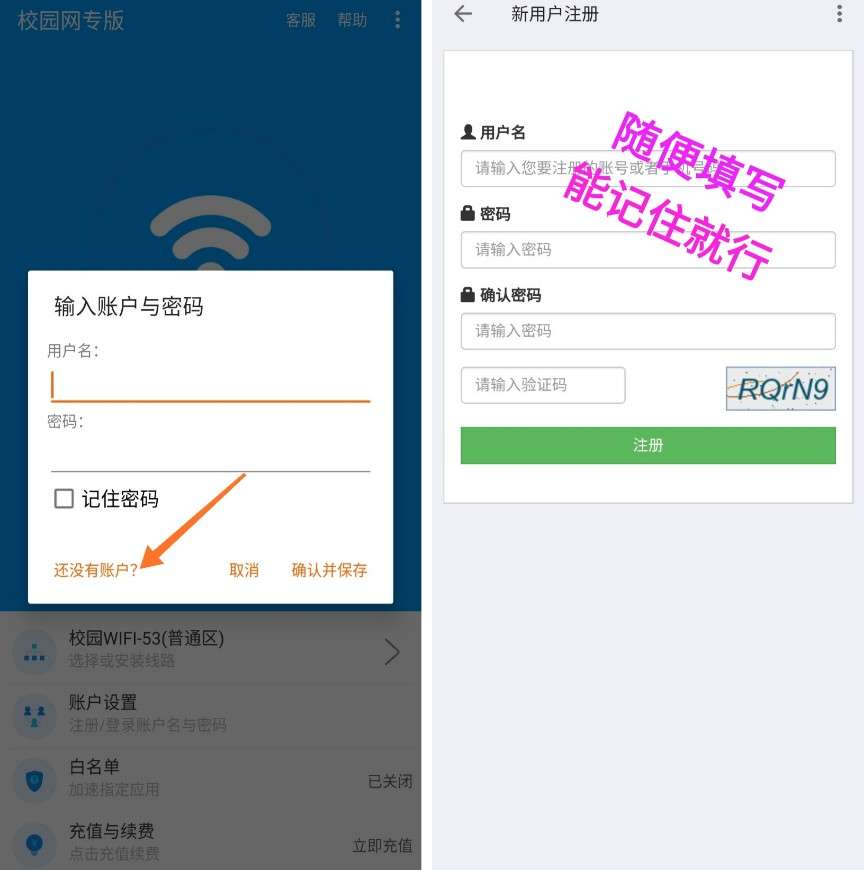 校园网专版
客服
帮助
输入账户与密码
用户名：
密码：
记住密码
还没有账户？
取消
确认并保存
校园WIFI-53(普通区)
选择或安装线路
账户设置
注册/登录账户名与密码
白名单
加速指定应用
已关闭
充值与续费
点击充值续费
立即充值
新用户注册
用户名
请输入您要注册的账号或者手机号码
随便填写
能记住就行
密码
请输入密码
确认密码
请输入密码
请输入验证码
RQrN9
注册